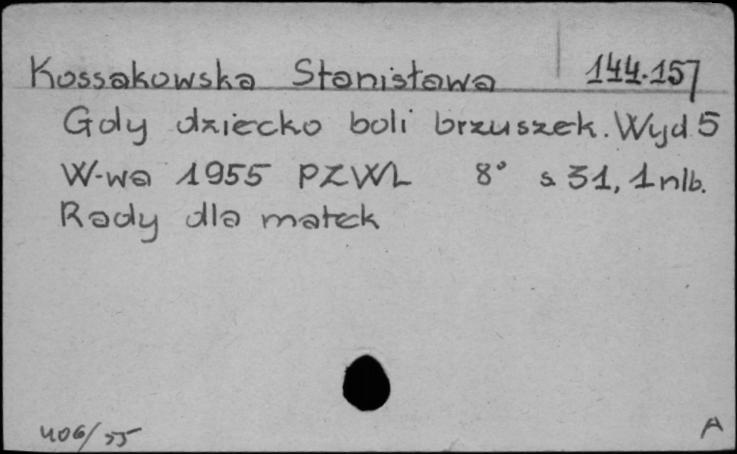 Kossakowska Stanisława 144.157
Gdy dziecko boli brzuszek. Wyd 5
W-wa 1955 PZWL 8° s 31, 1 nlb.
Rady dla matek
406/55 A